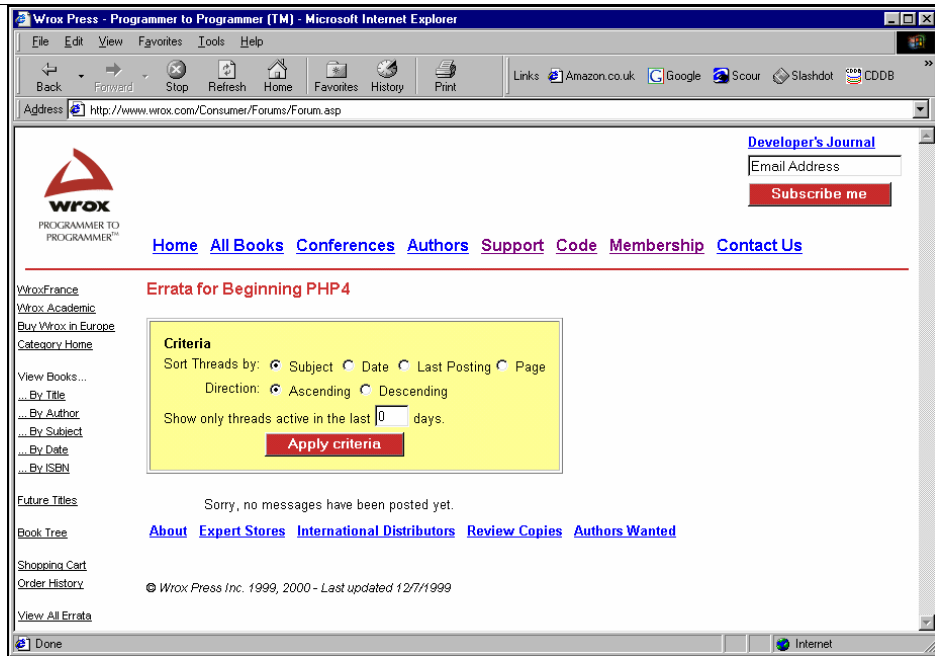 Wrox Press - Programmer to Programmer (TM) - Microsoft Internet Explorer
File Edit View Favorites Tools Help
Back Forward Stop Refresh Home Favorites History Print Links Amazon.co.uk Google Scour Slashdot CDDB »
Address http://www.wrox.com/Consumer/Forums/Forum.asp
Developer's Journal
Email Address
Subscribe me
wrox
PROGRAMMER TO
PROGRAMMER™
Home All Books Conferences Authors Support Code Membership Contact Us
WroxFrance
Wrox Academic
Buy Wrox in Europe
Category Home
View Books...
... By Title
... By Author
... By Subject
... By Date
... By ISBN
Future Titles
Book Tree
Shopping Cart
Order History
View All Errata
Errata for Beginning PHP4
Criteria
Sort Threads by: Subject Date Last Posting Page
Direction: Ascending Descending
Show only threads active in the last 0 days.
Apply criteria
Sorry, no messages have been posted yet.
About Expert Stores International Distributors Review Copies Authors Wanted
© Wrox Press Inc. 1999, 2000 - Last updated 12/7/1999
Done Internet